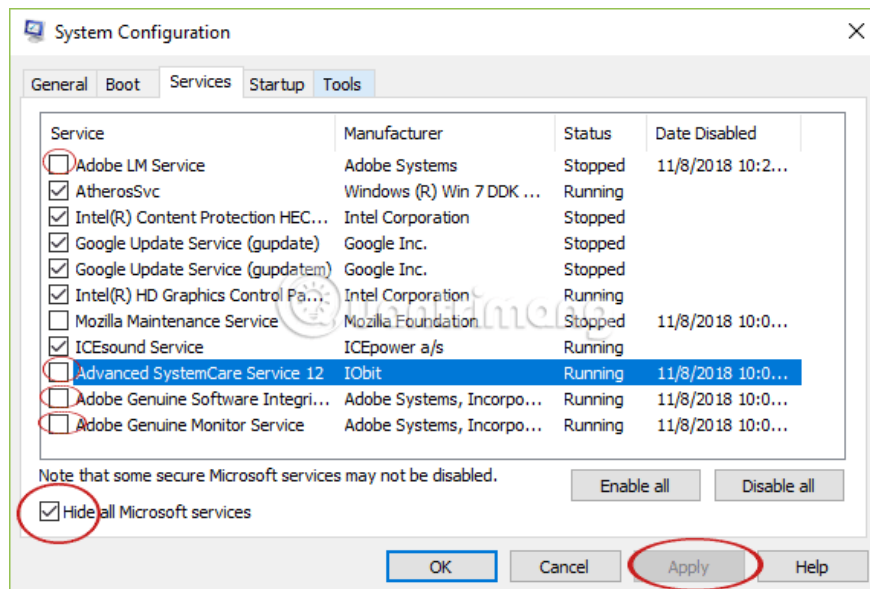 System Configuration
General Boot Services Startup Tools
Service Manufacturer Status Date Disabled
Adobe LM Service Adobe Systems Stopped 11/8/2018 10:2...
AtherosSvc Windows (R) Win 7 DDK ... Running
Intel(R) Content Protection HEC... Intel Corporation Stopped
Google Update Service (gupdate) Google Inc. Stopped
Google Update Service (gupdatem) Google Inc. Stopped
Intel(R) HD Graphics Control Pa... Intel Corporation Running
Mozilla Maintenance Service Mozilla Foundation Stopped 11/8/2018 10:0...
Quantrimang
ICEsound Service ICEpower a/s Running
Advanced SystemCare Service 12 IObit Running 11/8/2018 10:0...
Adobe Genuine Software Integri... Adobe Systems, Incorpo... Running 11/8/2018 10:0...
Adobe Genuine Monitor Service Adobe Systems, Incorpo... Running 11/8/2018 10:0...
Note that some secure Microsoft services may not be disabled.
Enable all Disable all
Hide all Microsoft services
OK Cancel Apply Help